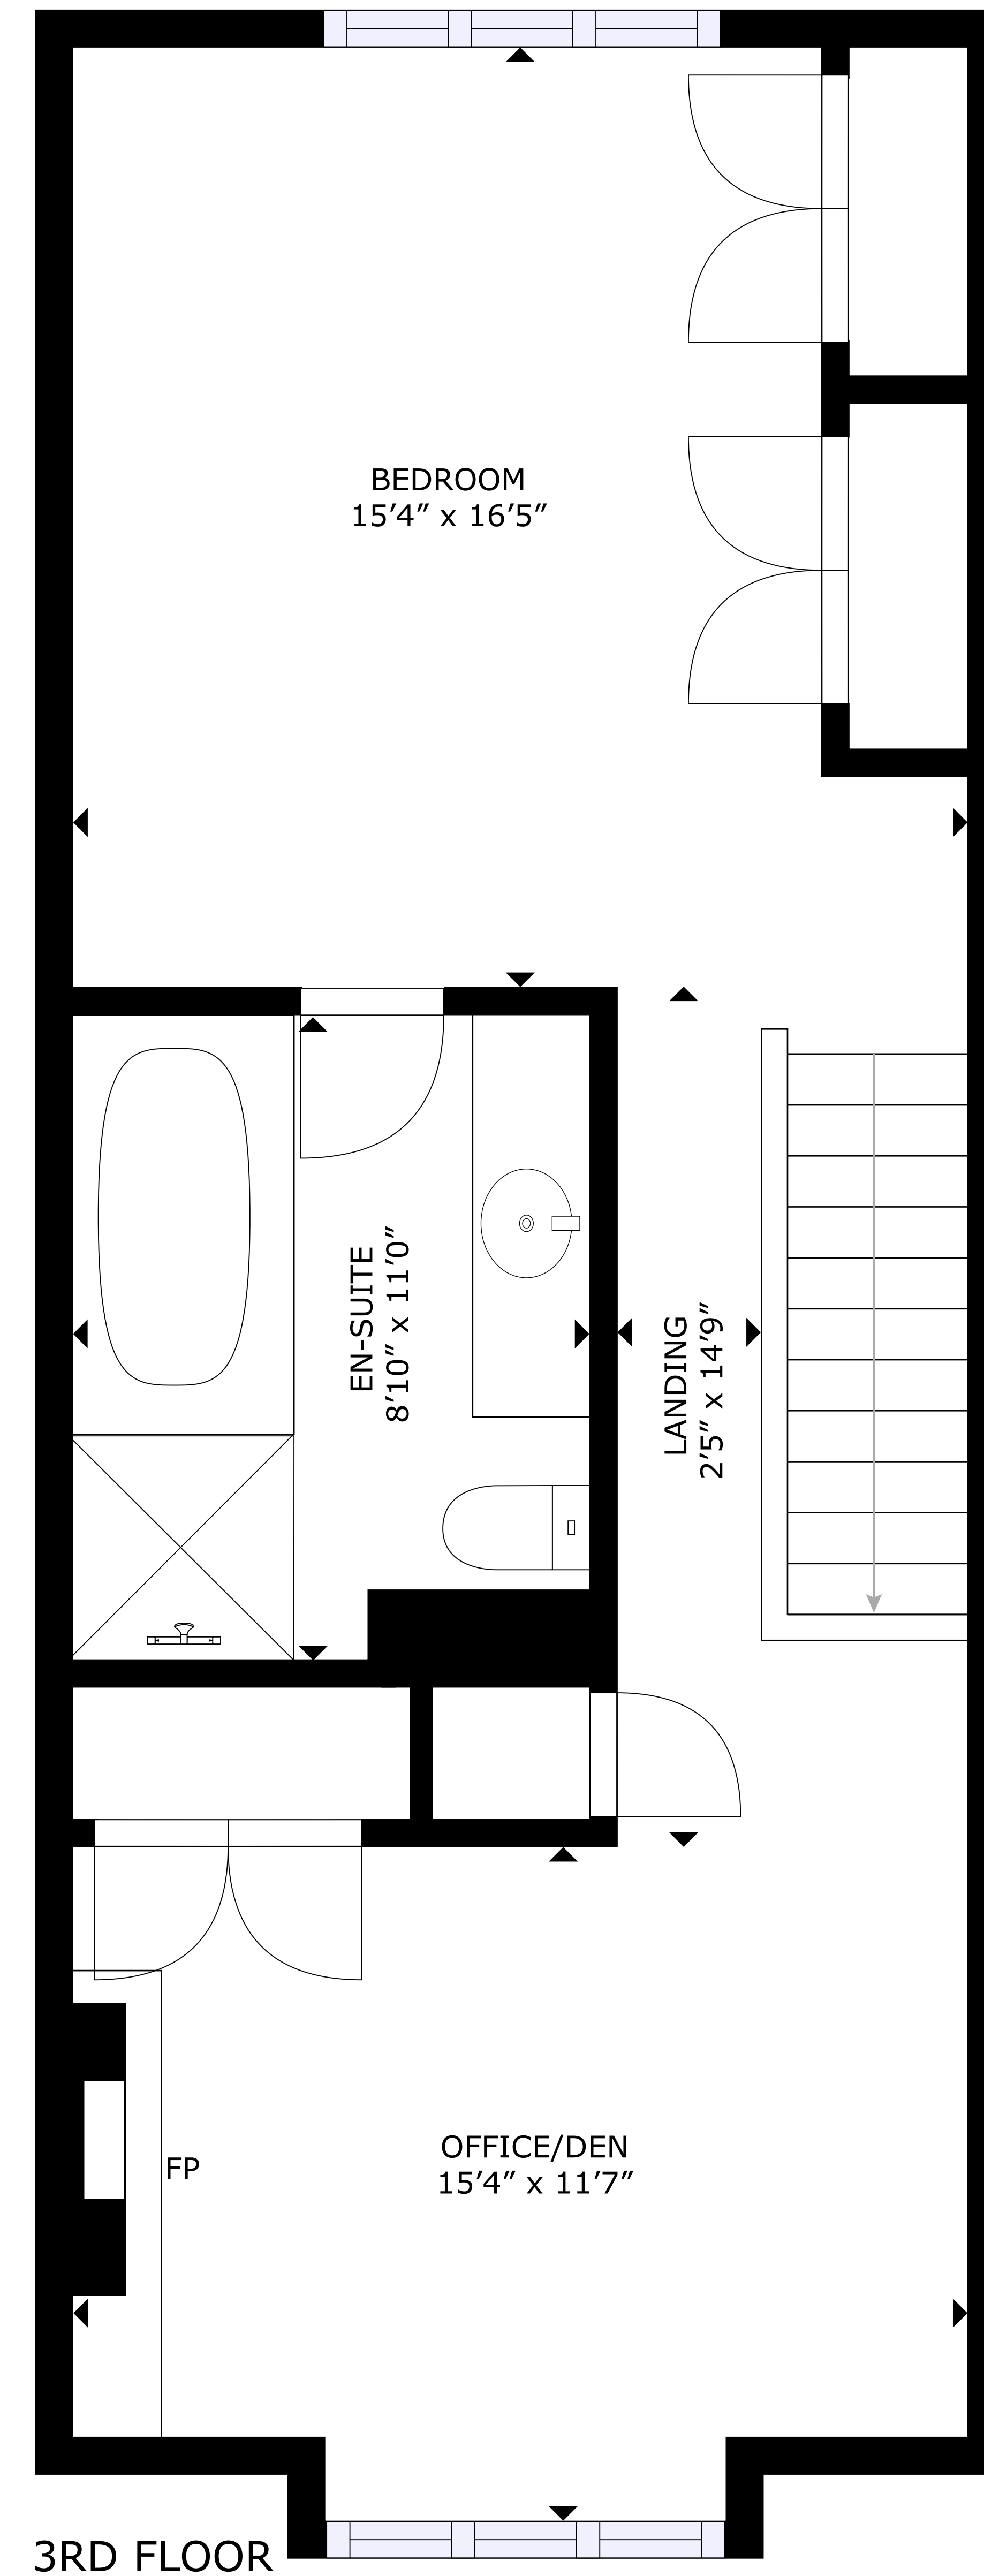 BEDROOM
15’4” x 16’5”
EN-SUITE
8’10” x 11’0”
LANDING
2’5” x 14’9”
OFFICE/DEN
15’4” x 11’7”
FP
3RD FLOOR